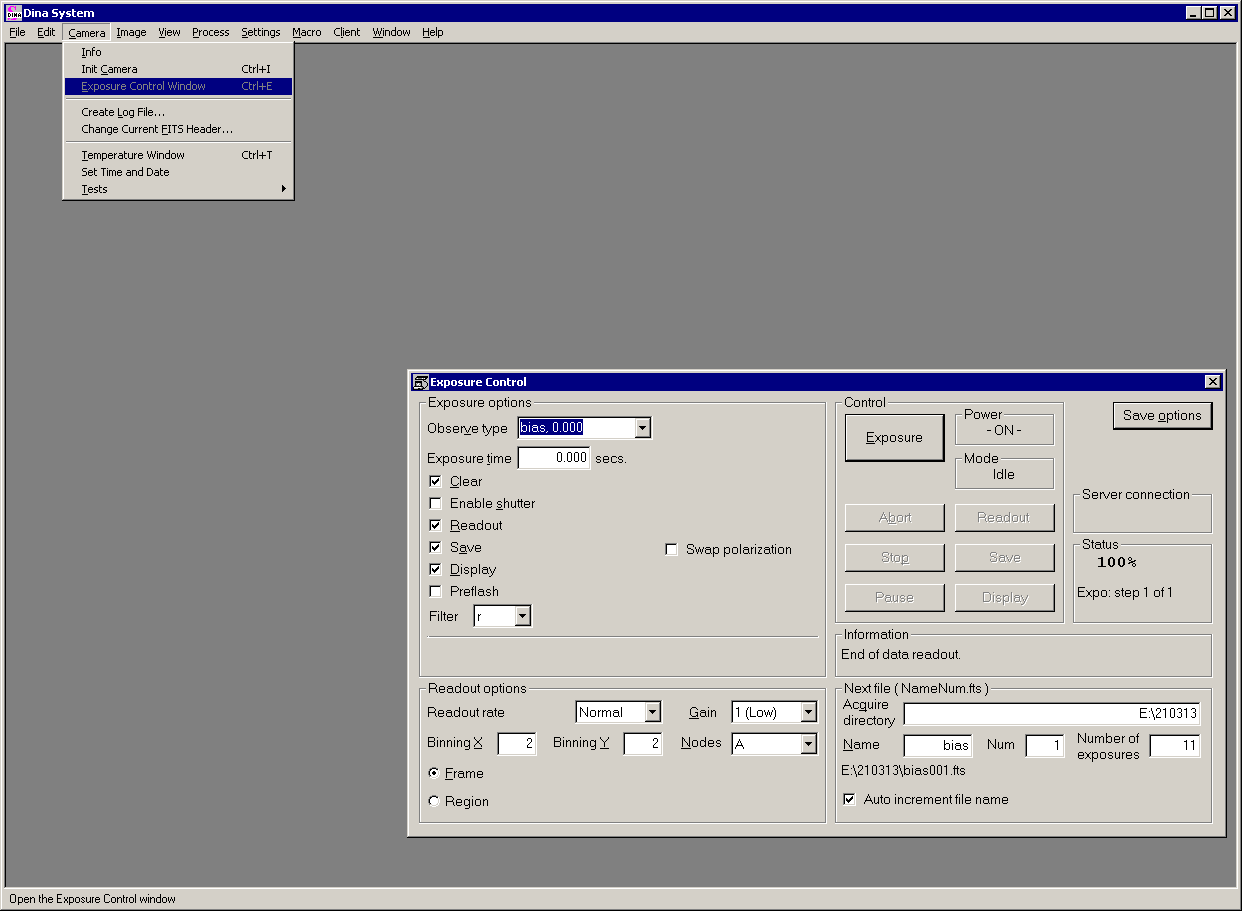 Dina System
File Edit Camera Image View Process Settings Macro Client Window Help
Info
Init Camera Ctrl+I
Exposure Control Window Ctrl+E
Create Log File...
Change Current FITS Header...
Temperature Window Ctrl+T
Set Time and Date
Tests
Exposure Control
Exposure options
Observe type bias, 0.000
Exposure time 0.000 secs.
Clear
Enable shutter
Readout
Save
Swap polarization
Display
Preflash
Filter r
Control
Exposure
Power
- ON -
Mode
Idle
Abort Readout
Stop Save
Pause Display
Save options
Server connection
Status
100%
Expo: step 1 of 1
Information
End of data readout.
Readout options
Readout rate Normal Gain 1 (Low)
Binning X 2 Binning Y 2 Nodes A
Frame
Region
Next file ( NameNum.fts )
Acquire
directory E:\210313
Name bias Num 1 Number of
exposures 11
E:\210313\bias001.fts
Auto increment file name
Open the Exposure Control window